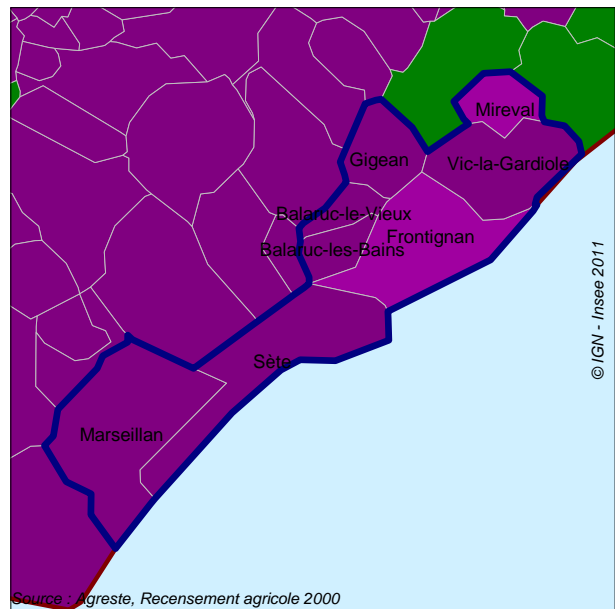 Mireval
Gigean
Vic-la-Gardiole
Balaruc-le-Vieux
Frontignan
Balaruc-les-Bains
Sète
Marseillan
© IGN - Insee 2011
Source : Agreste, Recensement agricole 2000